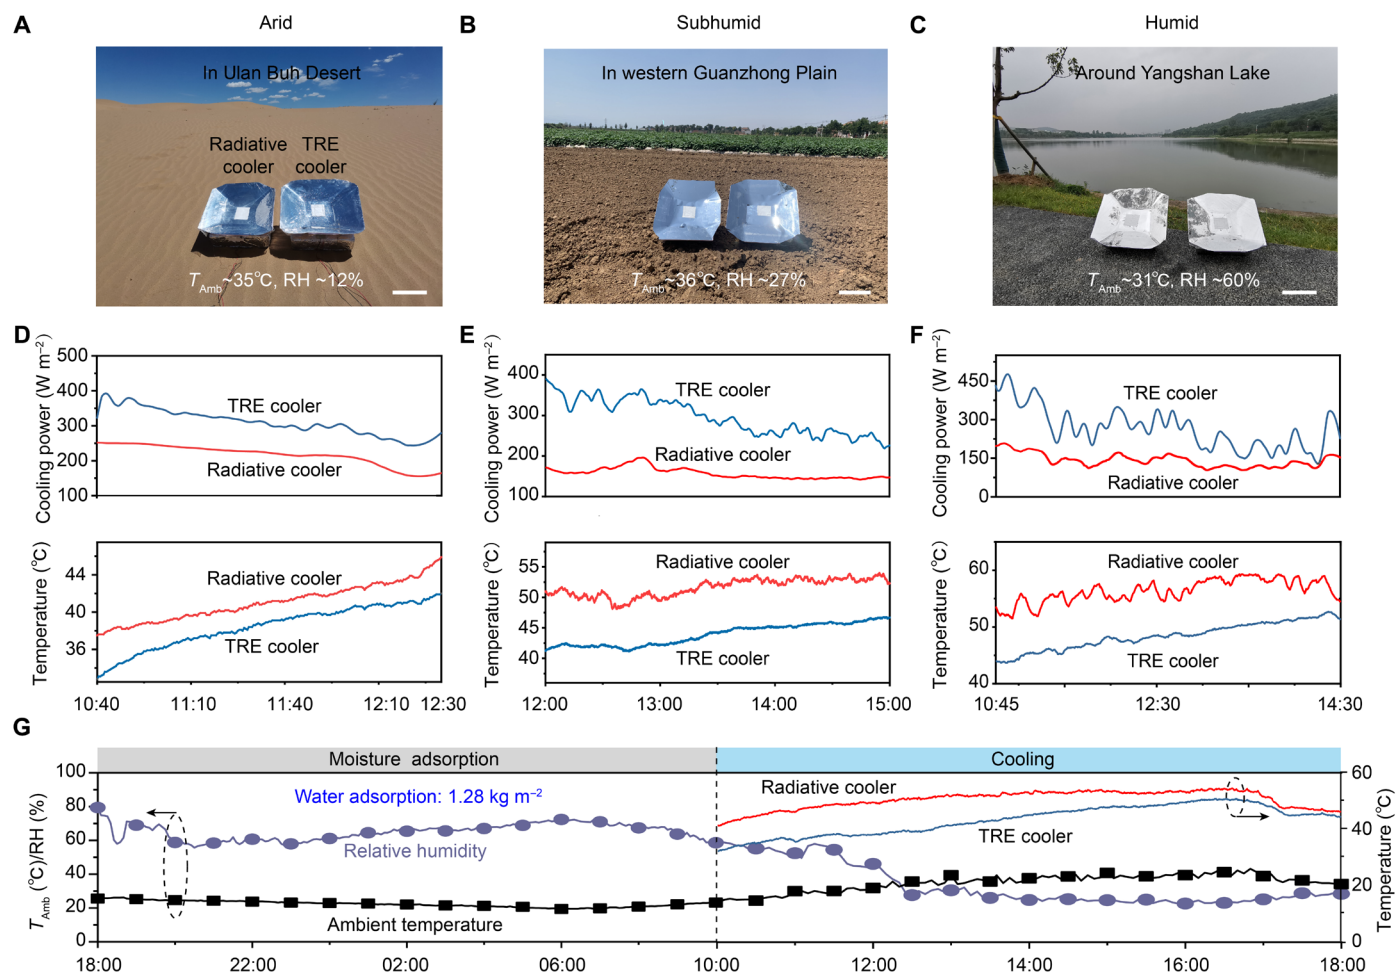 A
Arid
B
Subhumid
C
Humid
In Ulan Buh Desert
Radiative cooler
TRE cooler
T Amb~35°C, RH ~12%
In western Guanzhong Plain
T Amb~36°C, RH ~27%
Around Yangshan Lake
T Amb~31°C, RH ~60%
D
Cooling power (W m−2)
500
400
300
200
100
TRE cooler
Radiative cooler
Temperature (°C)
44
40
36
Radiative cooler
TRE cooler
10:40 11:10 11:40 12:10 12:30
E
Cooling power (W m−2)
400
300
200
100
TRE cooler
Radiative cooler
Temperature (°C)
55
50
45
40
Radiative cooler
TRE cooler
12:00 13:00 14:00 15:00
F
Cooling power (W m−2)
450
300
150
0
TRE cooler
Radiative cooler
Temperature (°C)
60
50
40
Radiative cooler
TRE cooler
10:45 12:30 14:30
G
Moisture adsorption
Cooling
T Amb (°C)/RH (%)
100
80
60
40
20
0
Water adsorption: 1.28 kg m−2
Relative humidity
Ambient temperature
Radiative cooler
TRE cooler
60
40
20
0
Temperature (°C)
18:00 22:00 02:00 06:00 10:00 14:00 18:00